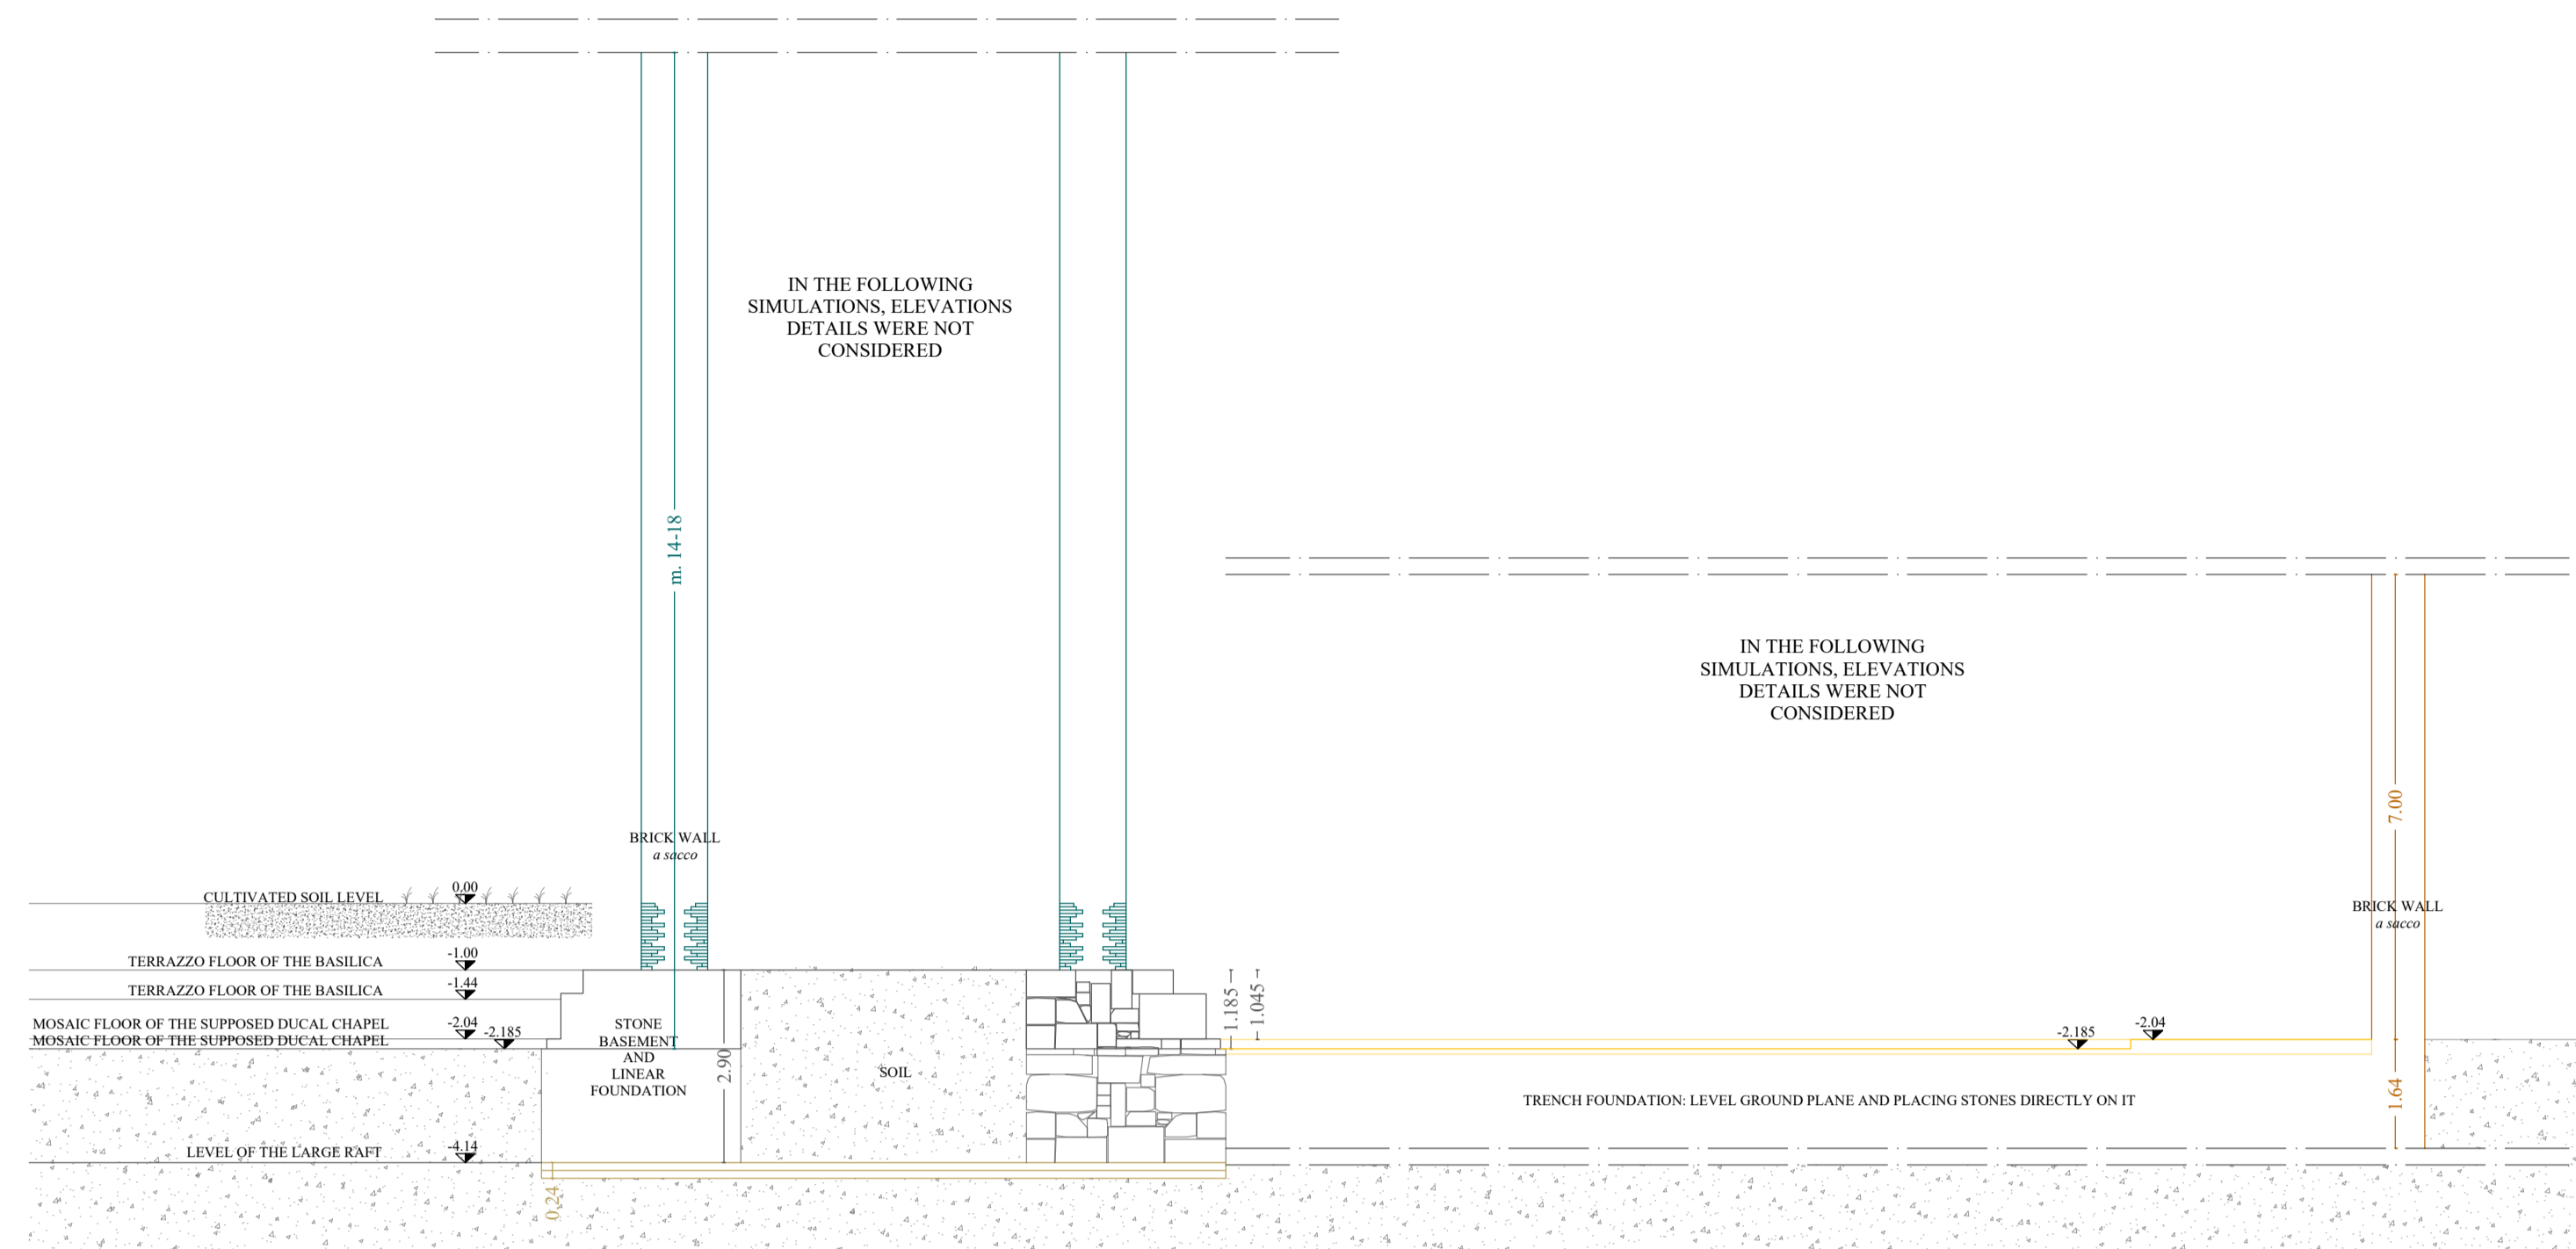 IN THE FOLLOWING
SIMULATIONS, ELEVATIONS
DETAILS WERE NOT
CONSIDERED
m. 14-18
IN THE FOLLOWING
SIMULATIONS, ELEVATIONS
DETAILS WERE NOT
CONSIDERED
7.00
BRICK WALL
a sacco
BRICK WALL
a sacco
CULTIVATED SOIL LEVEL
0.00
TERRAZZO FLOOR OF THE BASILICA
-1.00
TERRAZZO FLOOR OF THE BASILICA
-1.44
MOSAIC FLOOR OF THE SUPPOSED DUCAL CHAPEL
-2.04
MOSAIC FLOOR OF THE SUPPOSED DUCAL CHAPEL
-2.185
LEVEL OF THE LARGE RAFT
-4.14
0.24
STONE
BASEMENT
AND
LINEAR
FOUNDATION
2.90
SOIL
1.185
1.045
-2.185
-2.04
TRENCH FOUNDATION: LEVEL GROUND PLANE AND PLACING STONES DIRECTLY ON IT
1.64